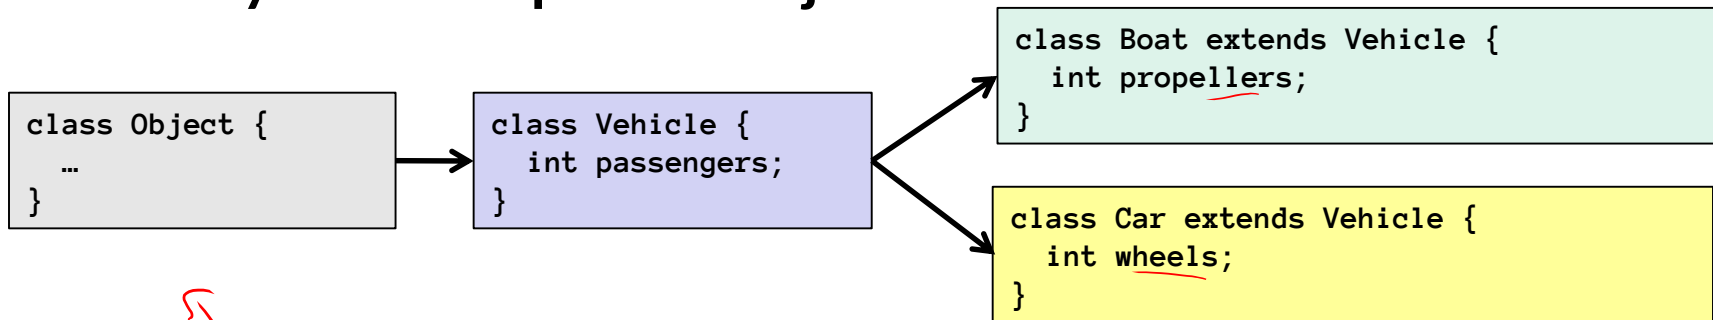 class Object {
  …
}
class Vehicle {
  int passengers;
}
class Boat extends Vehicle {
  int propellers;
}
class Car extends Vehicle {
  int wheels;
}